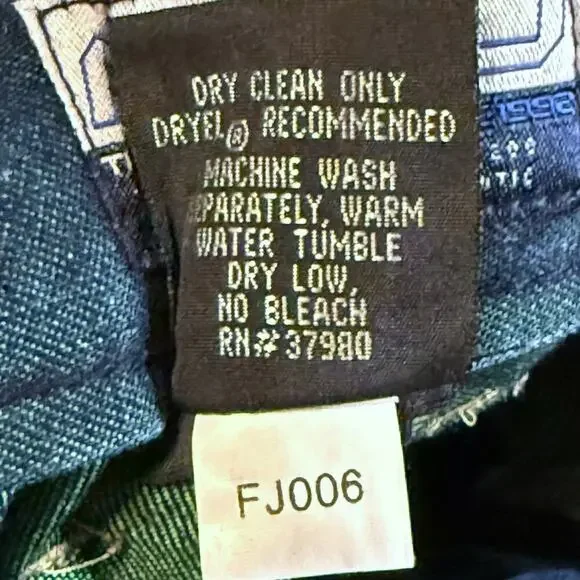 DRY CLEAN ONLY
DRYEL® RECOMMENDED
MACHINE WASH
SEPARATELY, WARM
WATER TUMBLE
DRY LOW,
NO BLEACH
RN#37980
FJ006